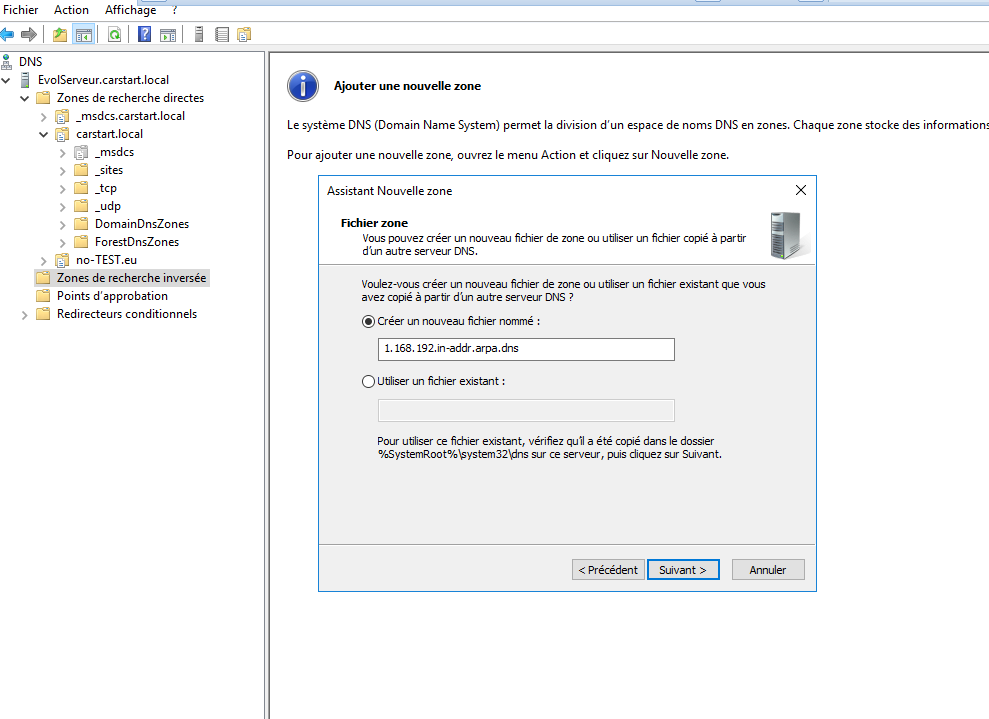 Fichier Action Affichage ?
DNS
EvolServeur.carstart.local
Zones de recherche directes
_msdcs.carstart.local
carstart.local
_msdcs
_sites
_tcp
_udp
DomainDnsZones
ForestDnsZones
no-TEST.eu
Zones de recherche inversée
Points d'approbation
Redirecteurs conditionnels
Ajouter une nouvelle zone
Le système DNS (Domain Name System) permet la division d'un espace de noms DNS en zones. Chaque zone stocke des informations
Pour ajouter une nouvelle zone, ouvrez le menu Action et cliquez sur Nouvelle zone.
Assistant Nouvelle zone
Fichier zone
Vous pouvez créer un nouveau fichier de zone ou utiliser un fichier copié à partir
d'un autre serveur DNS.
Voulez-vous créer un nouveau fichier de zone ou utiliser un fichier existant que vous
avez copié à partir d'un autre serveur DNS ?
Créer un nouveau fichier nommé :
1.168.192.in-addr.arpa.dns
Utiliser un fichier existant :
Pour utiliser ce fichier existant, vérifiez qu'il a été copié dans le dossier
%SystemRoot%\system32\dns sur ce serveur, puis cliquez sur Suivant.
< Précédent Suivant > Annuler